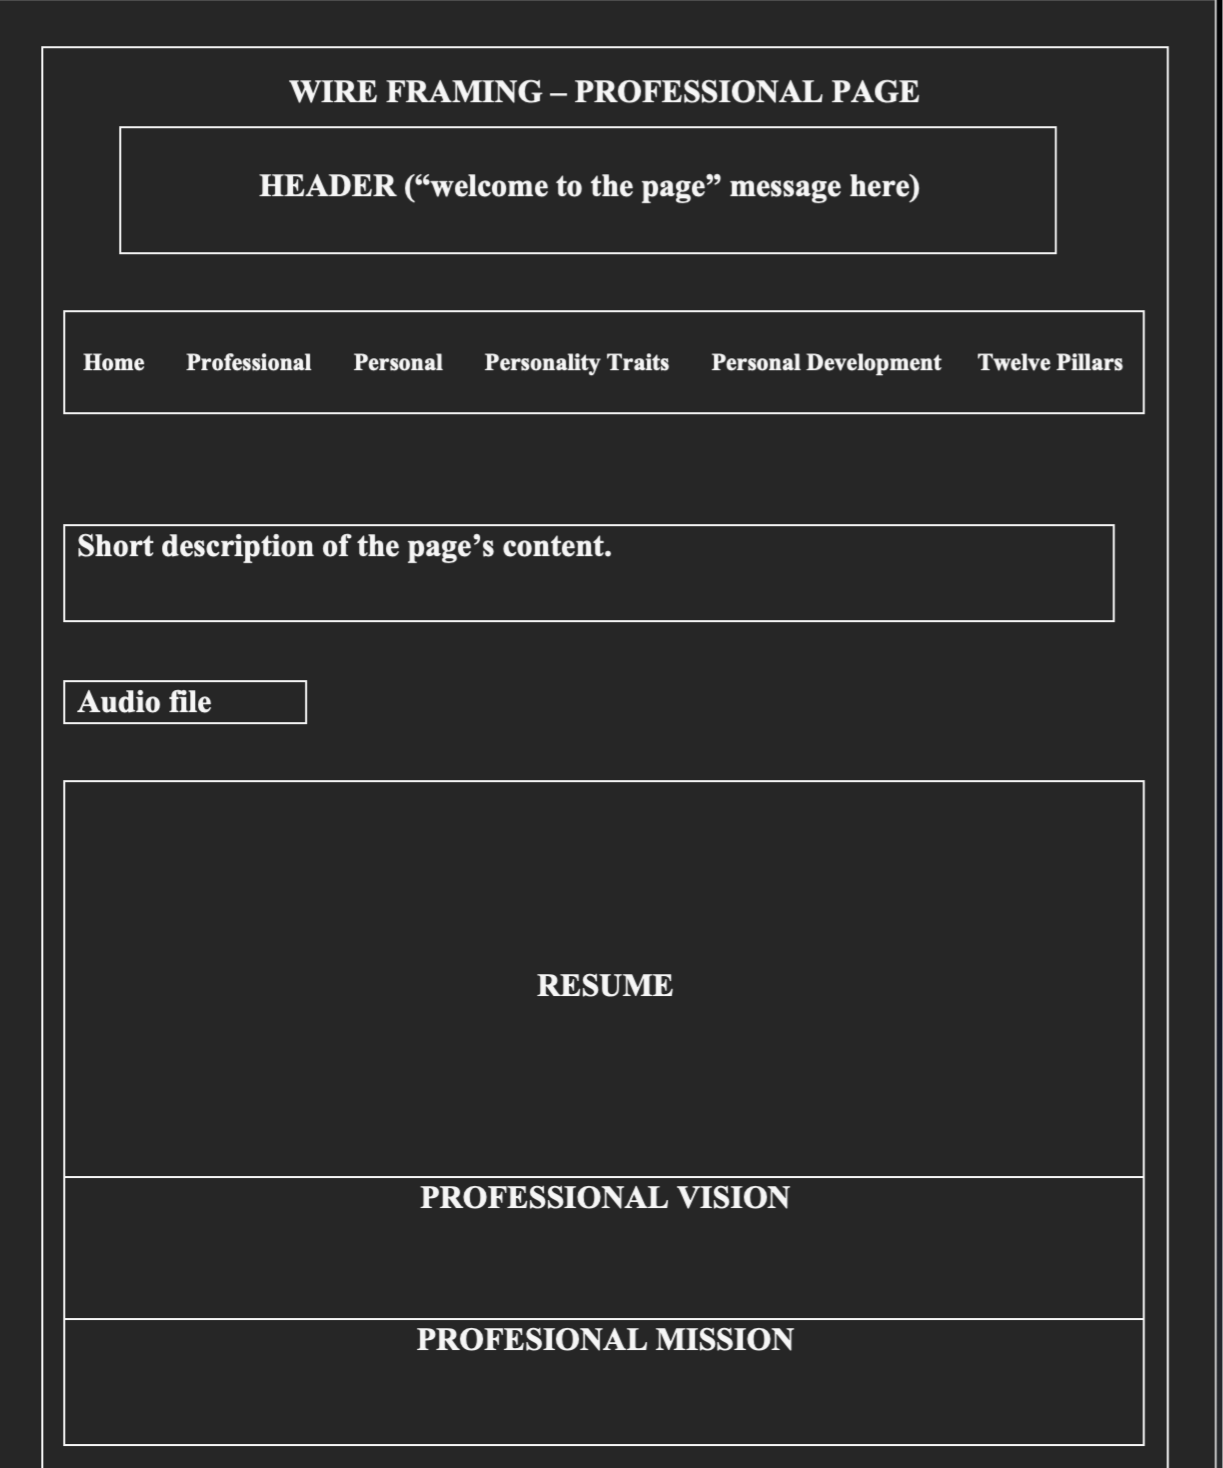 WIRE FRAMING – PROFESSIONAL PAGE
HEADER (“welcome to the page” message here)
Home Professional Personal Personality Traits Personal Development Twelve Pillars
Short description of the page’s content.
Audio file
RESUME
PROFESSIONAL VISION
PROFESIONAL MISSION